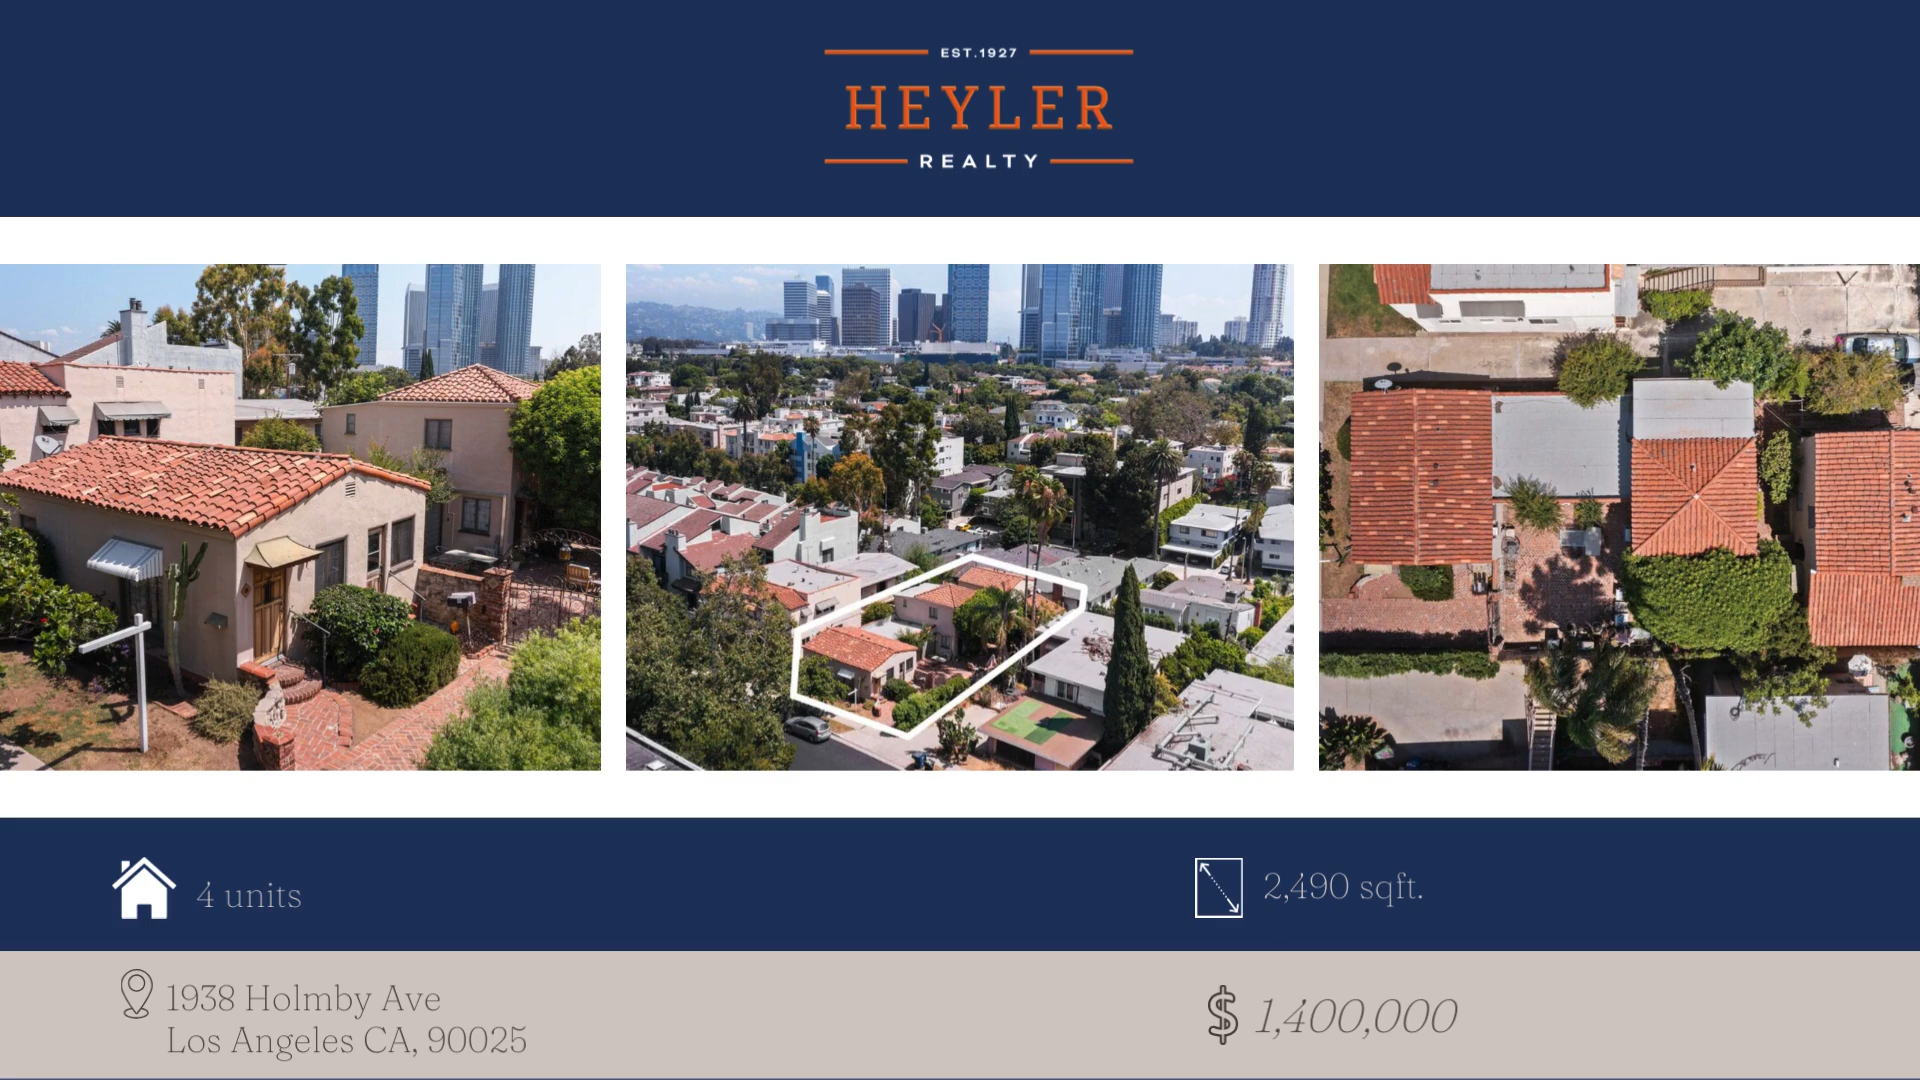 EST.1927
HEYLER
REALTY
4 units
2,490 sqft.
1938 Holmby Ave
Los Angeles CA, 90025
$ 1,400,000